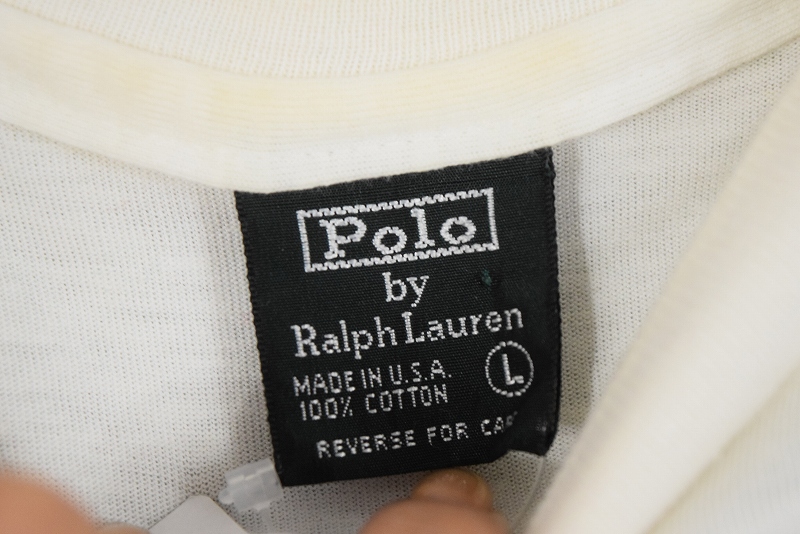 Polo
by
Ralph Lauren
MADE IN U.S.A.
100% COTTON
L
REVERSE FOR